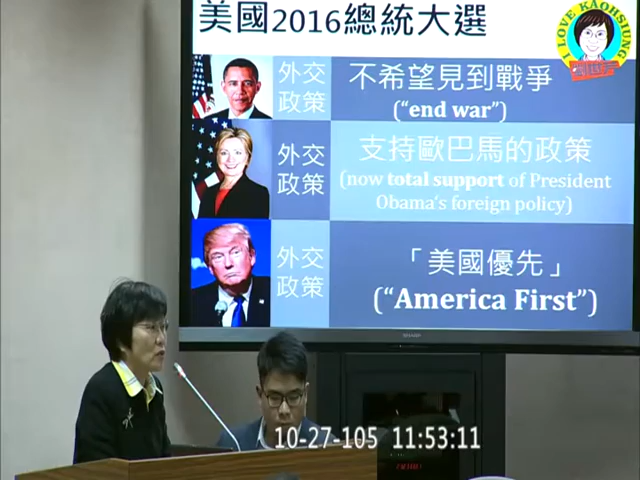 美國2016總統大選
LOVE KAOHSIUNG
外交
政策
不希望見到戰爭
("end war")
外交
政策
支持歐巴馬的政策
(now total support of President
Obama's foreign policy)
外交
政策
「美國優先」
("America First")
SHARP
10-27-105 11:53:11